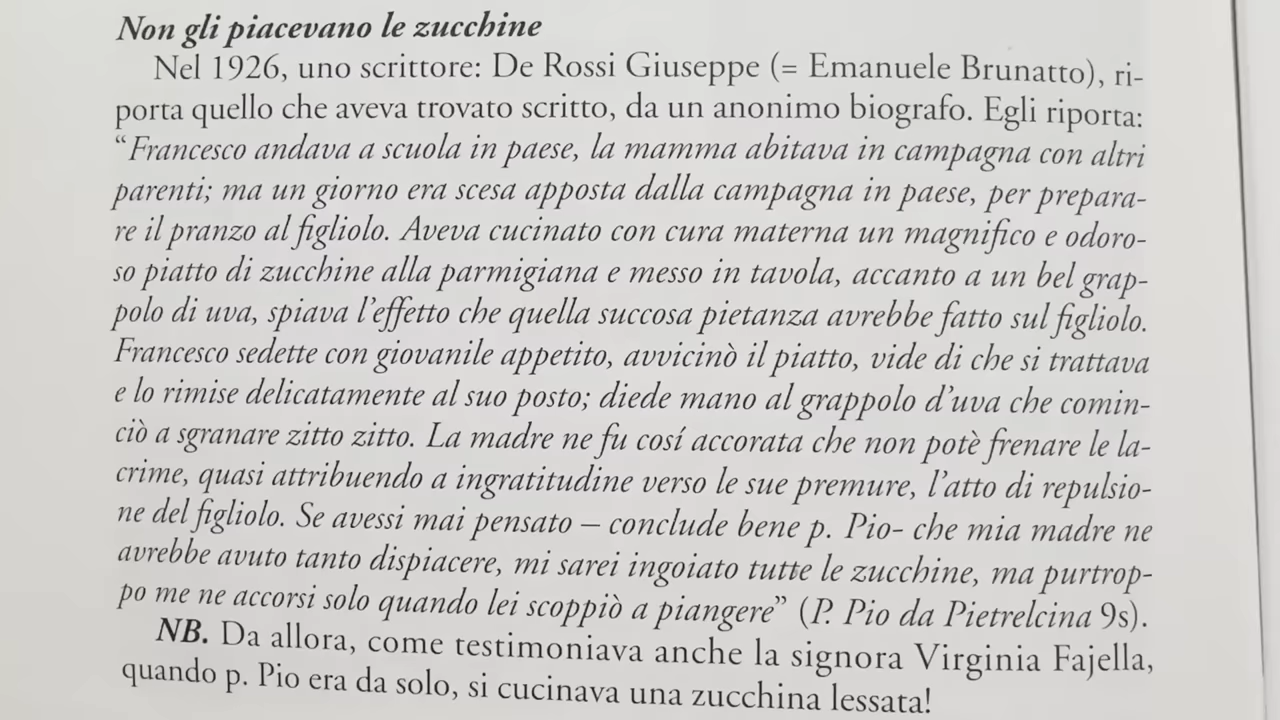 Non gli piacevano le zucchine
Nel 1926, uno scrittore: De Rossi Giuseppe (= Emanuele Brunatto), ri-
porta quello che aveva trovato scritto, da un anonimo biografo. Egli riporta:
“Francesco andava a scuola in paese, la mamma abitava in campagna con altri
parenti; ma un giorno era scesa apposta dalla campagna in paese, per prepara-
re il pranzo al figliolo. Aveva cucinato con cura materna un magnifico e odoro-
so piatto di zucchine alla parmigiana e messo in tavola, accanto a un bel grap-
polo di uva, spiava l’effetto che quella succosa pietanza avrebbe fatto sul figliolo.
Francesco sedette con giovanile appetito, avvicinò il piatto, vide di che si trattava
e lo rimise delicatamente al suo posto; diede mano al grappolo d’uva che comin-
ciò a sgranare zitto zitto. La madre ne fu cosí accorata che non potè frenare le la-
crime, quasi attribuendo a ingratitudine verso le sue premure, l’atto di repulsio-
ne del figliolo. Se avessi mai pensato – conclude bene p. Pio- che mia madre ne
avrebbe avuto tanto dispiacere, mi sarei ingoiato tutte le zucchine, ma purtrop-
po me ne accorsi solo quando lei scoppiò a piangere” (P. Pio da Pietrelcina 9s).
NB. Da allora, come testimoniava anche la signora Virginia Fajella,
quando p. Pio era da solo, si cucinava una zucchina lessata!